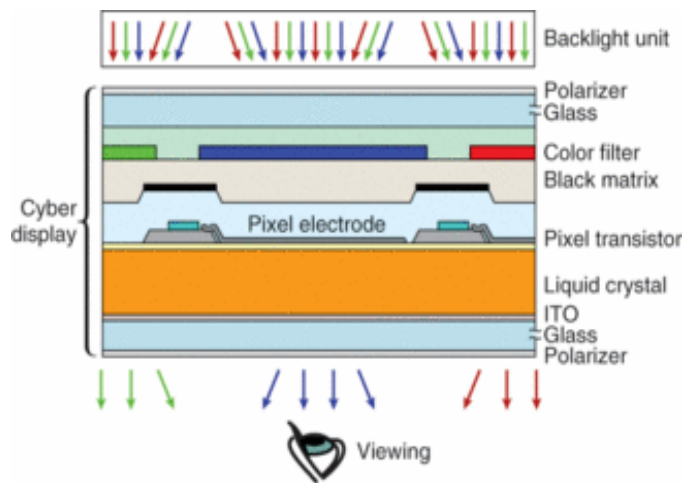 Backlight unit
Polarizer
Glass
Color filter
Black matrix
Cyber
display
Pixel electrode
Pixel transistor
Liquid crystal
ITO
Glass
Polarizer
Viewing